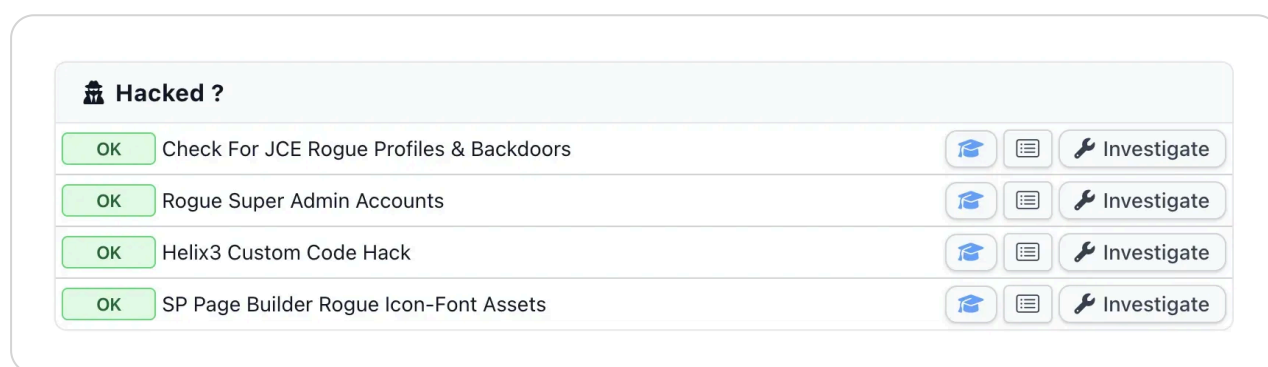 Hacked ?
OK Check For JCE Rogue Profiles & Backdoors Investigate
OK Rogue Super Admin Accounts Investigate
OK Helix3 Custom Code Hack Investigate
OK SP Page Builder Rogue Icon-Font Assets Investigate